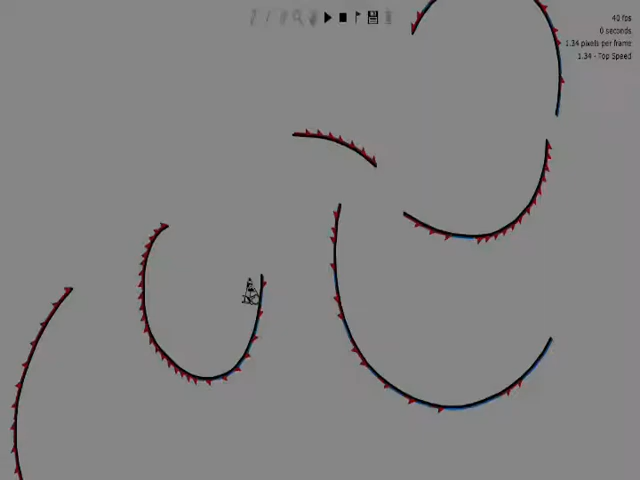 40 fps
0 seconds
1.34 pixels per frame
1.34 - Top Speed